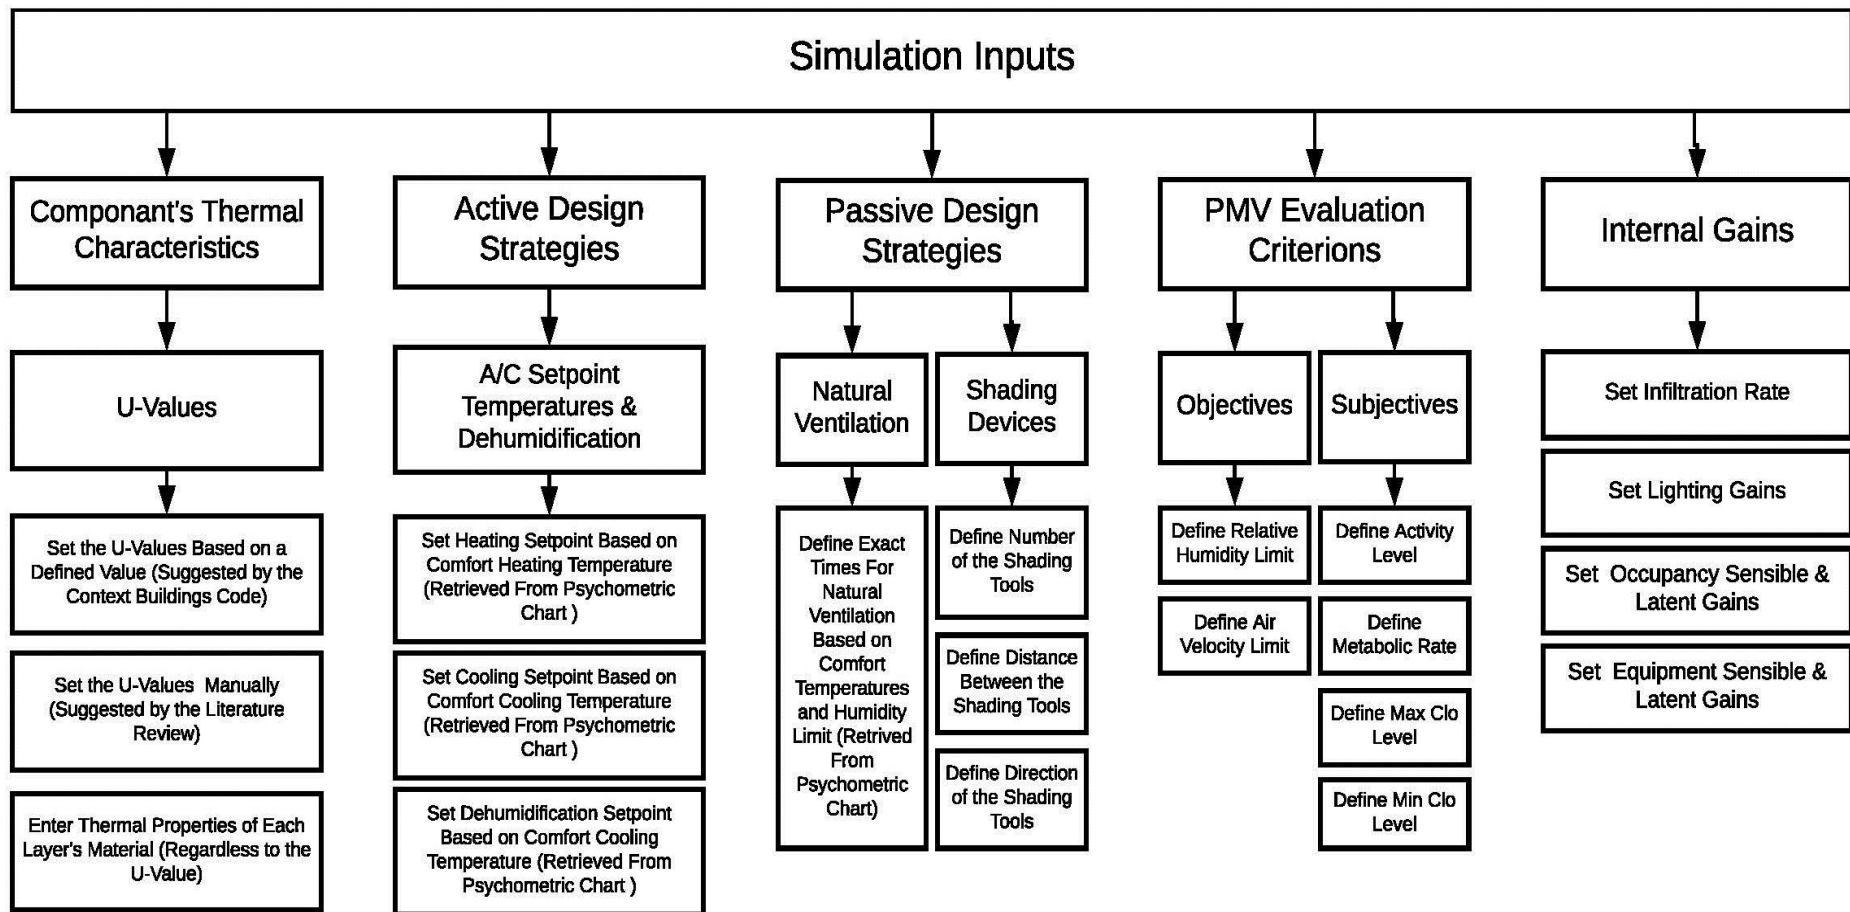 Simulation Inputs
Componant's Thermal
Characteristics
U-Values
Set the U-Values Based on a
Defined Value (Suggested by the
Context Buildings Code)
Set the U-Values  Manually
(Suggested by the Literature
Review)
Enter Thermal Properties of Each
Layer's Material (Regardless to the
U-Value)
Active Design
Strategies
A/C Setpoint
Temperatures &
Dehumidification
Set Heating Setpoint Based on
Comfort Heating Temperature
(Retrieved From Psychometric
Chart )
Set Cooling Setpoint Based on
Comfort Cooling Temperature
(Retrieved From Psychometric
Chart )
Set Dehumidification Setpoint
Based on Comfort Cooling
Temperature (Retrieved From
Psychometric Chart )
Passive Design
Strategies
Natural
Ventilation
Define Exact
Times For
Natural
Ventilation
Based on
Comfort
Temperatures
and Humidity
Limit (Retrived
From
Psychometric
Chart)
Shading
Devices
Define Number
of the Shading
Tools
Define Distance
Between the
Shading Tools
Define Direction
of the Shading
Tools
PMV Evaluation
Criterions
Objectives
Define Relative
Humidity Limit
Define Air
Velocity Limit
Subjectives
Define Activity
Level
Define
Metabolic Rate
Define Max Clo
Level
Define Min Clo
Level
Internal Gains
Set Infiltration Rate
Set Lighting Gains
Set  Occupancy Sensible &
Latent Gains
Set  Equipment Sensible &
Latent Gains